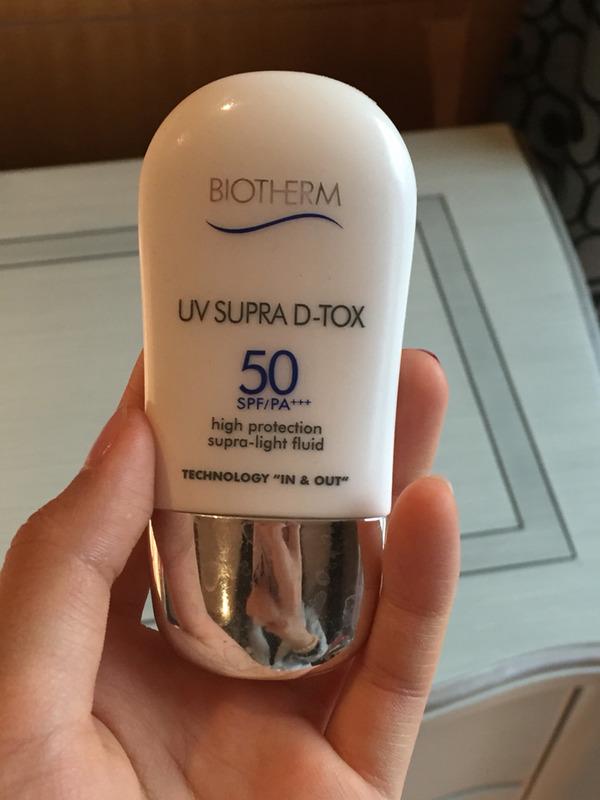 BIOTHERM
UV SUPRA D-TOX
50
SPF/PA+++
high protection
supra-light fluid
TECHNOLOGY "IN & OUT"